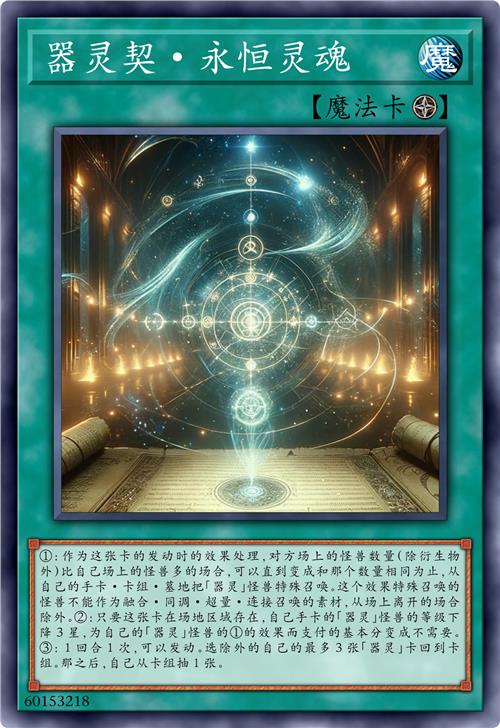 器灵契・永恒灵魂
魔
【魔法卡】
①：作为这张卡的发动时的效果处理，对方场上的怪兽数量(除衍生物
外)比自己场上的怪兽多的场合，可以直到变成和那个数量相同为止，从
自己的手卡・卡组・墓地把「器灵」怪兽特殊召唤。这个效果特殊召唤的
怪兽不能作为融合・同调・超量・连接召唤的素材，从场上离开的场合
除外。②：只要这张卡在场地区域存在，自己手卡的「器灵」怪兽的等级下
降3星，为自己的「器灵」怪兽的①的效果而支付的基本分变成不需要。
③：1回合1次，可以发动。选除外的自己的最多3张「器灵」卡回到卡
组。那之后，自己从卡组抽1张。
60153218